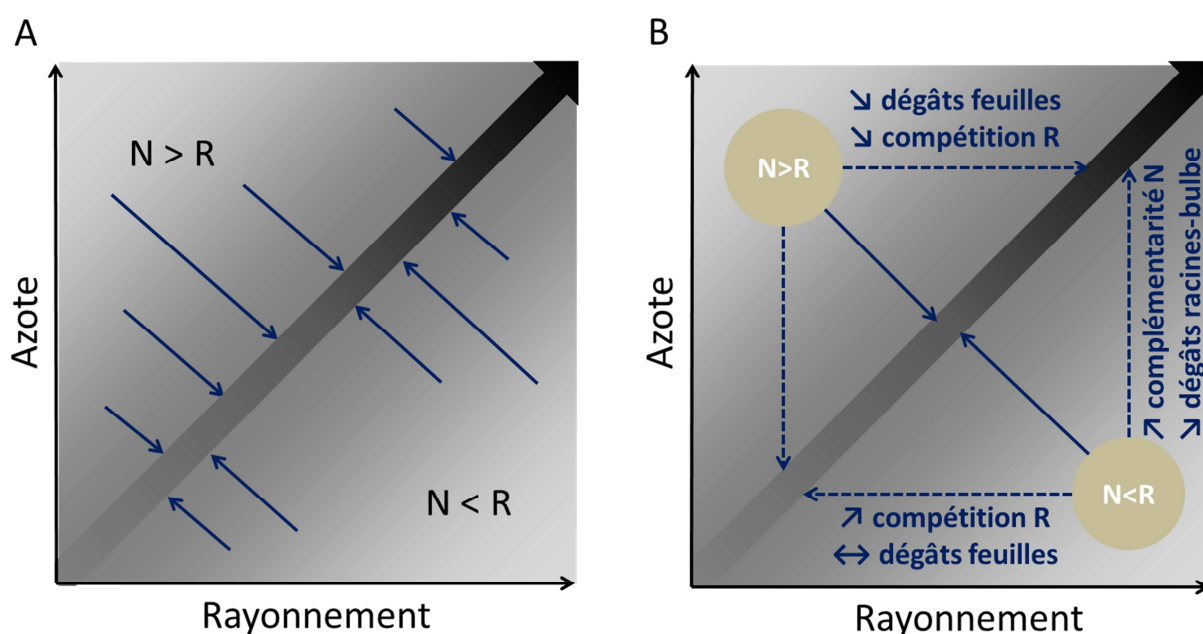 A
N > R
N < R
Azote
Rayonnement
B
↘ dégâts feuilles
↘ compétition R
N>R
↗ complémentarité N
↘ dégâts racines-bulbe
N<R
↗ compétition R
↔ dégâts feuilles
Azote
Rayonnement